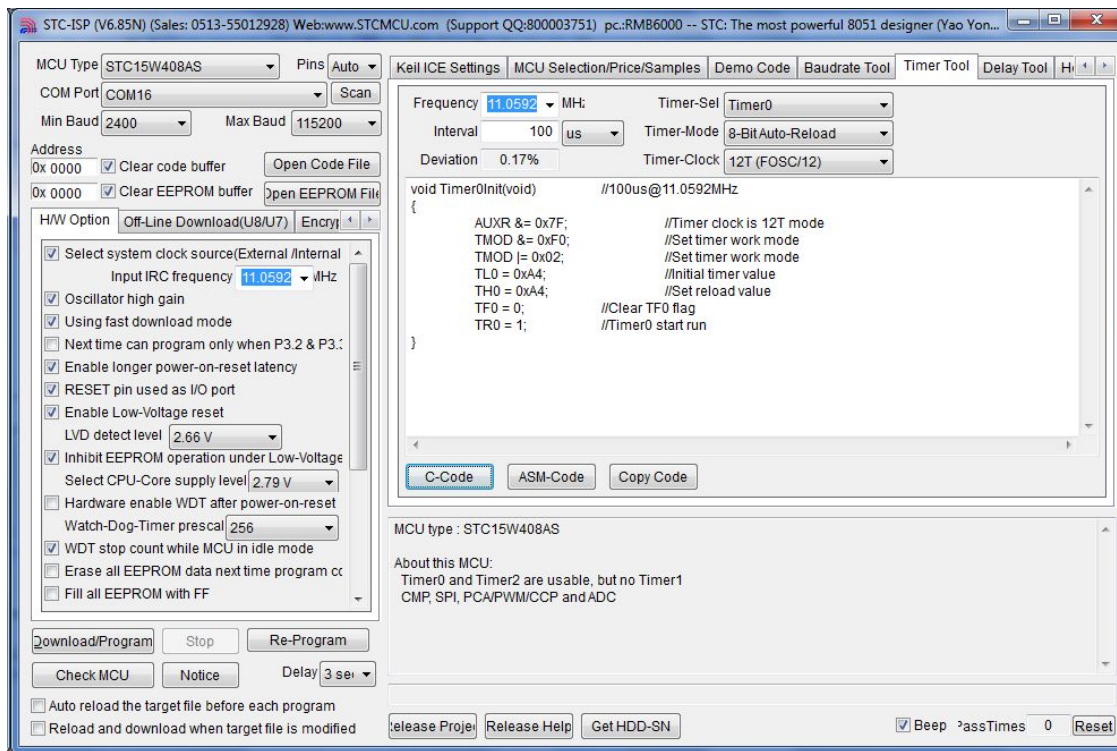 STC-ISP (V6.85N) (Sales: 0513-55012928) Web:www.STCMCU.com (Support QQ:800003751) pc.:RMB6000 -- STC: The most powerful 8051 designer (Yao Yon...
MCU Type STC15W408AS Pins Auto
COM Port COM16 Scan
Min Baud 2400 Max Baud 115200
Address
0x 0000 Clear code buffer Open Code File
0x 0000 Clear EEPROM buffer Open EEPROM File
H/W Option Off-Line Download(U8/U7) Encry
Select system clock source(External /Internal
Input IRC frequency 11.0592 MHz
Oscillator high gain
Using fast download mode
Next time can program only when P3.2 & P3.
Enable longer power-on-reset latency
RESET pin used as I/O port
Enable Low-Voltage reset
LVD detect level 2.66 V
Inhibit EEPROM operation under Low-Voltage
Select CPU-Core supply level 2.79 V
Hardware enable WDT after power-on-reset
Watch-Dog-Timer prescal 256
WDT stop count while MCU in idle mode
Erase all EEPROM data next time program co
Fill all EEPROM with FF
Download/Program Stop Re-Program
Check MCU Notice Delay 3 sec
Auto reload the target file before each program
Reload and download when target file is modified
Keil ICE Settings MCU Selection/Price/Samples Demo Code Baudrate Tool Timer Tool Delay Tool
Frequency 11.0592 MHz Timer-Sel Timer0
Interval 100 us Timer-Mode 8-Bit Auto-Reload
Deviation 0.17% Timer-Clock 12T (FOSC/12)
void Timer0Init(void) //100us@11.0592MHz
{
AUXR &= 0x7F; //Timer clock is 12T mode
TMOD &= 0xF0; //Set timer work mode
TMOD |= 0x02; //Set timer work mode
TL0 = 0xA4; //Initial timer value
TH0 = 0xA4; //Set reload value
TF0 = 0; //Clear TF0 flag
TR0 = 1; //Timer0 start run
}
C-Code ASM-Code Copy Code
MCU type : STC15W408AS
About this MCU:
Timer0 and Timer2 are usable, but no Timer1
CMP, SPI, PCA/PWM/CCP and ADC
Release Projec Release Help Get HDD-SN Beep PassTimes 0 Reset